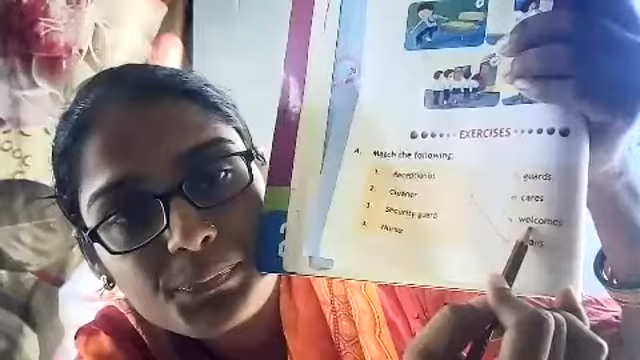 EXERCISES
A. Match the following:
1. Receptionist guards
2. Cleaner cares
3. Security guard welcomes
4. Nurse